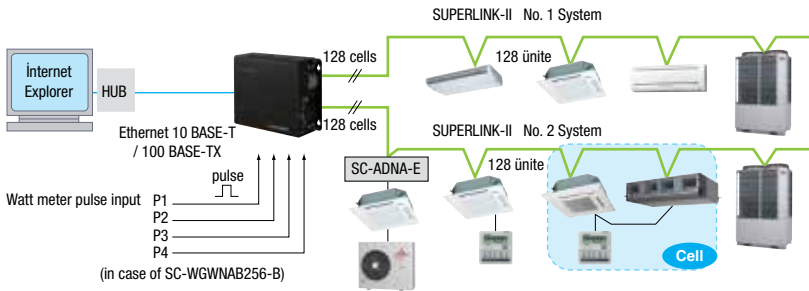 SUPERLINK-II No. 1 System
128 cells
128 ünite
İnternet
Explorer
HUB
128 cells
Ethernet 10 BASE-T
/ 100 BASE-TX
SUPERLINK-II No. 2 System
SC-ADNA-E
128 ünite
pulse
Watt meter pulse input P1
P2
P3
P4
(in case of SC-WGWNAB256-B)
Cell